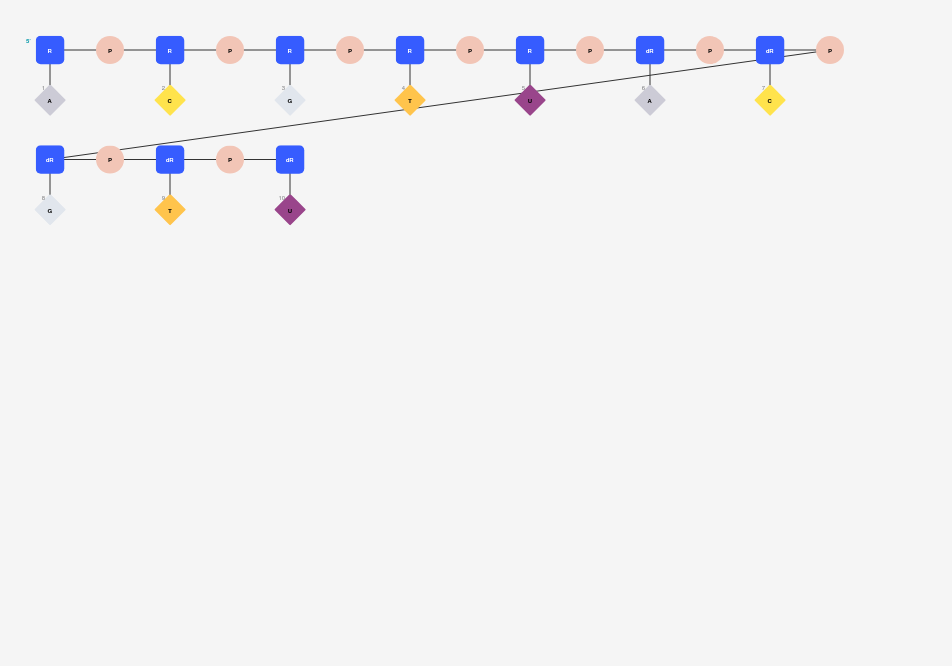 5'
R P R P R P R P R P dR P dR P
1 2 3 4 5 6 7
A C G T U A C
dR P dR P dR
8 9 10
G T U